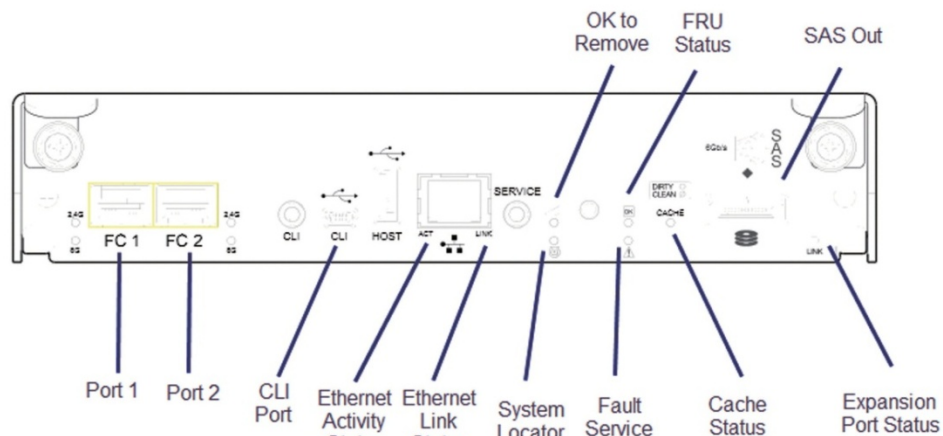 OK to
Remove
FRU
Status
SAS Out
6Gb/s
SAS
SERVICE
DIRTY
CLEAN
2,4G
2,4G
OK
CACHE
FC 1
FC 2
8G
8G
CLI
CLI
HOST
ACT
LINK
LINK
Port 1
Port 2
CLI
Port
Ethernet
Activity
Ethernet
Link
System
Locator
Fault
Service
Cache
Status
Expansion
Port Status